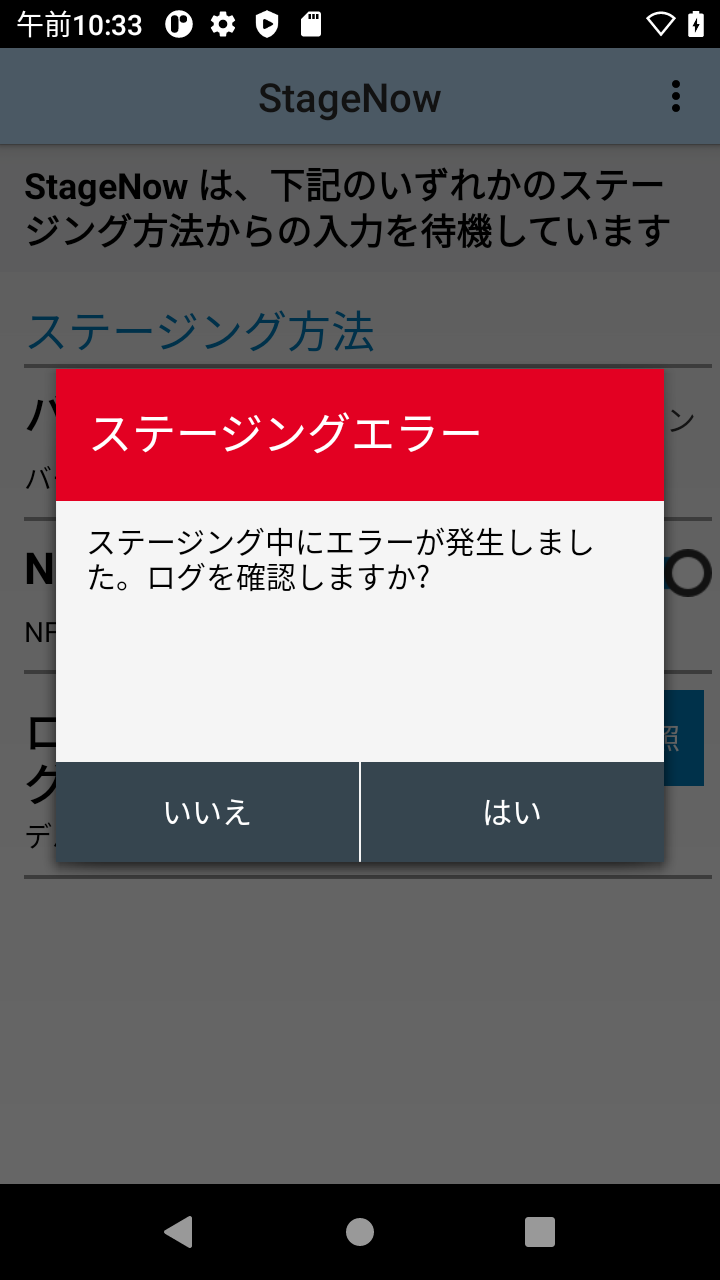 午前10:33
StageNow
StageNow は、下記のいずれかのステー
ジング方法からの入力を待機しています
ステージング方法
バ
ン
バ
ステージングエラー
ステージング中にエラーが発生しまし
た。ログを確認しますか?
N
NF
ロ
照
グ
デ
いいえ
はい